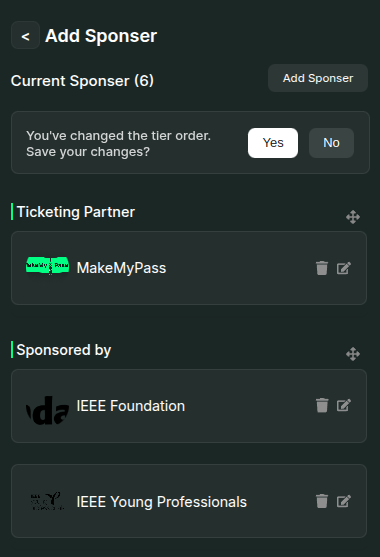 < Add Sponser
Current Sponser (6)
Add Sponser
You've changed the tier order.
Save your changes?
Yes
No
Ticketing Partner
MakeMyPass
Sponsored by
da
IEEE Foundation
IEEE Young Professionals